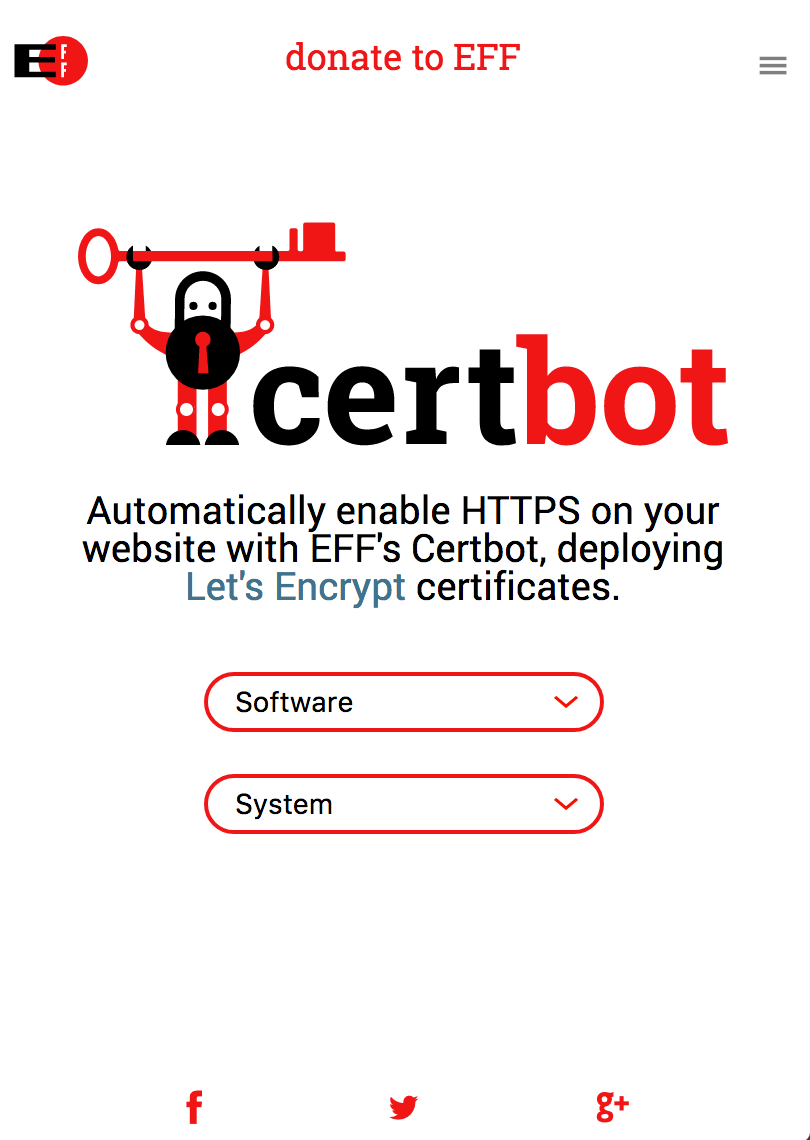 EFF
donate to EFF
certbot
Automatically enable HTTPS on your
website with EFF's Certbot, deploying
Let's Encrypt certificates.
Software
System
f
g+